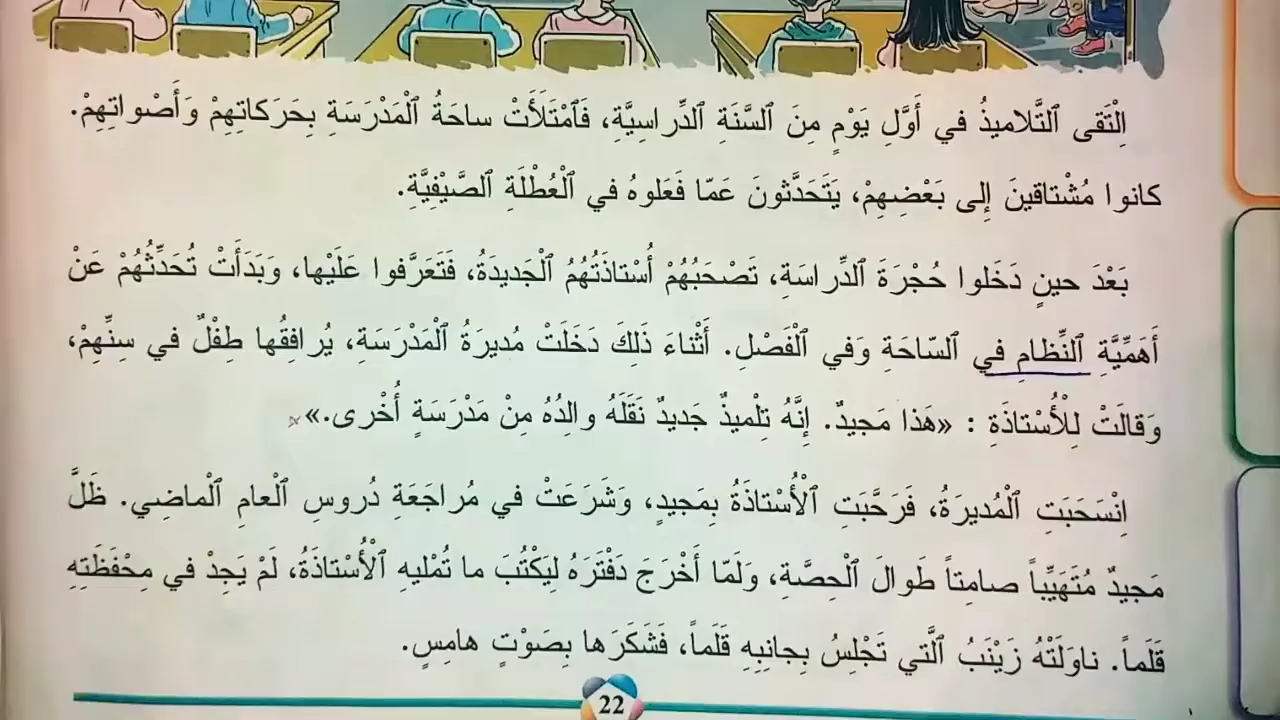 اِلْتَقى ٱلتَّلاميذُ في أَوَّلِ يَوْمٍ مِنَ ٱلسَّنَةِ ٱلدِّراسِيَّةِ، فَٱمْتَلَأَتْ ساحَةُ ٱلْمَدْرَسَةِ بِحَرَكاتِهِمْ وَأَصْواتِهِمْ.
كانوا مُشْتاقينَ إِلى بَعْضِهِمْ، يَتَحَدَّثونَ عَمّا فَعَلوهُ في ٱلْعُطْلَةِ ٱلصَّيْفِيَّةِ.
بَعْدَ حينٍ دَخَلوا حُجْرَةَ ٱلدِّراسَةِ، تَصْحَبُهُمْ أُسْتاذَتُهُمُ ٱلْجَديدَةُ، فَتَعَرَّفوا عَلَيْها، وَبَدَأَتْ تُحَدِّثُهُمْ عَنْ
أَهَمِّيَّةِ ٱلنِّظامِ في ٱلسّاحَةِ وَفي ٱلْفَصْلِ. أَثْناءَ ذَلِكَ دَخَلَتْ مُديرَةُ ٱلْمَدْرَسَةِ، يُرافِقُها طِفْلٌ في سِنِّهِمْ،
وَقالَتْ لِلْأُسْتاذَةِ : «هَذا مَجيدٌ. إِنَّهُ تِلْميذٌ جَديدٌ نَقَلَهُ والِدُهُ مِنْ مَدْرَسَةٍ أُخْرى.»
اِنْسَحَبَتِ ٱلْمُديرَةُ، فَرَحَّبَتِ ٱلْأُسْتاذَةُ بِمَجيدٍ، وَشَرَعَتْ في مُراجَعَةِ دُروسِ ٱلْعامِ ٱلْماضِي. ظَلَّ
مَجيدٌ مُتَهَيِّباً صامِتاً طَوالَ ٱلْحِصَّةِ، وَلَمّا أَخْرَجَ دَفْتَرَهُ لِيَكْتُبَ ما تُمْليهِ ٱلْأُسْتاذَةُ، لَمْ يَجِدْ في مِحْفَظَتِهِ
قَلَماً. ناوَلَتْهُ زَيْنَبُ ٱلَّتي تَجْلِسُ بِجانِبِهِ قَلَماً، فَشَكَرَها بِصَوْتٍ هامِسٍ.
22